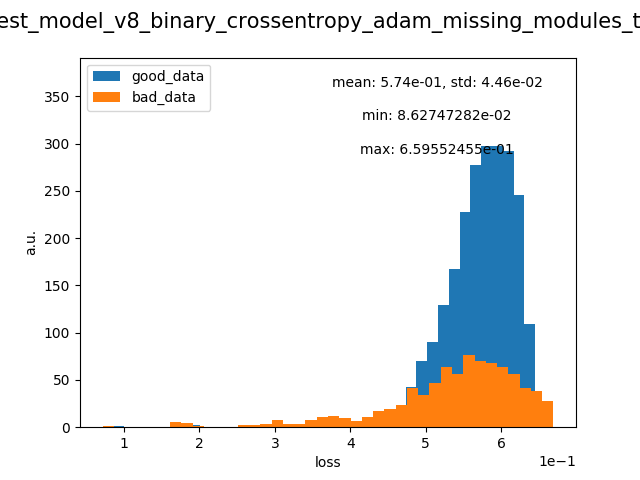 est_model_v8_binary_crossentropy_adam_missing_modules_t
good_data
bad_data
mean: 5.74e-01, std: 4.46e-02
min: 8.62747282e-02
max: 6.59552455e-01
a.u.
350
300
250
200
150
100
50
0
1 2 3 4 5 6
1e−1
loss